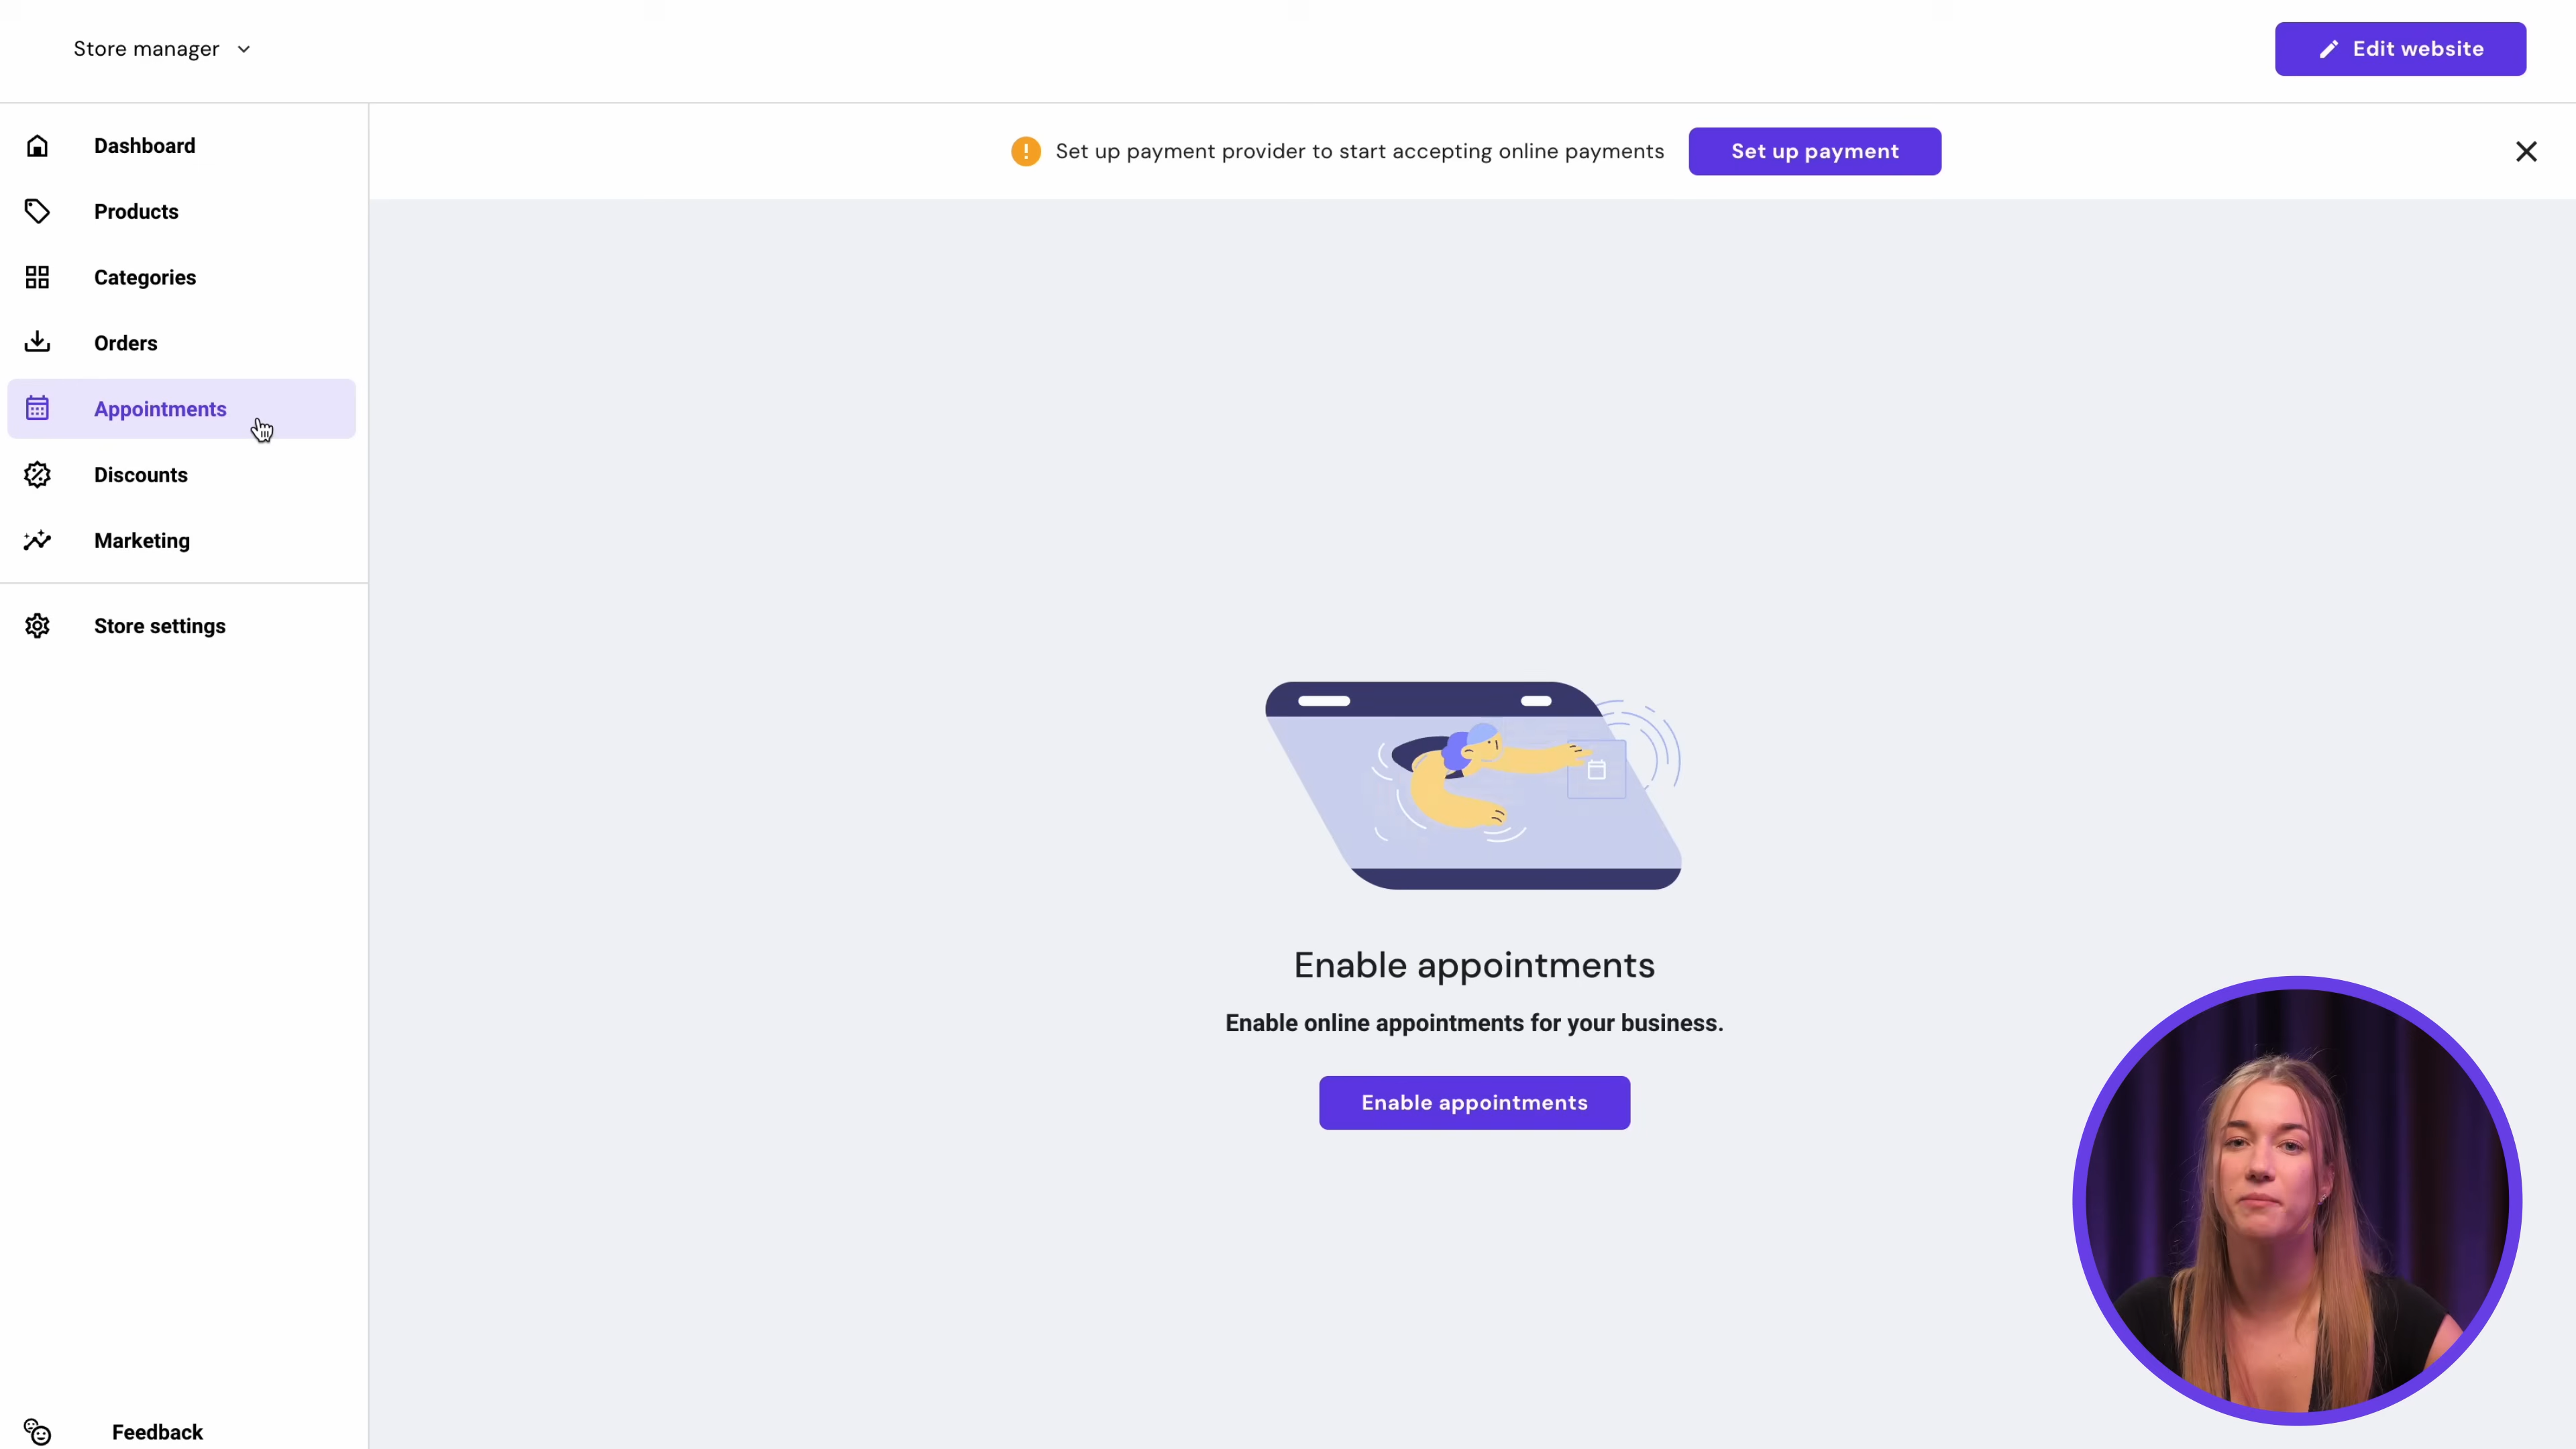 Store manager
Edit website
Dashboard
Products
Categories
Orders
Appointments
Discounts
Marketing
Store settings
Feedback
Set up payment provider to start accepting online payments
Set up payment
Enable appointments
Enable online appointments for your business.
Enable appointments